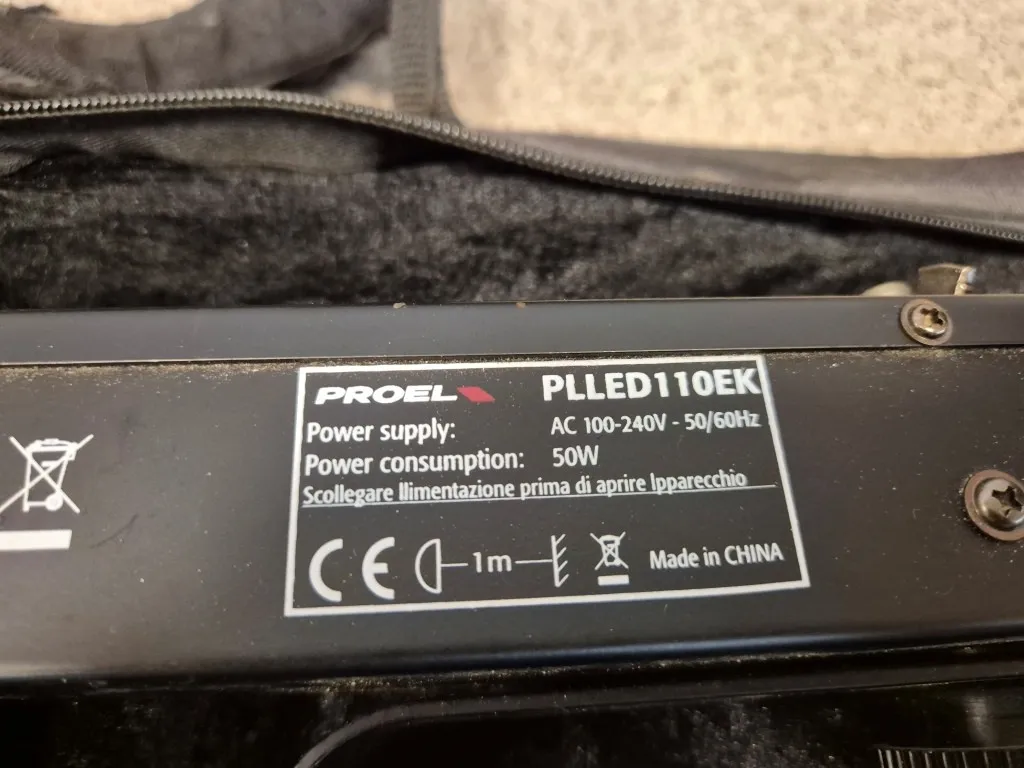 PROEL PLLED110EK
Power supply: AC 100-240V - 50/60Hz
Power consumption: 50W
Scollegare llimentazione prima di aprire lpparecchio
CE 1m Made in CHINA